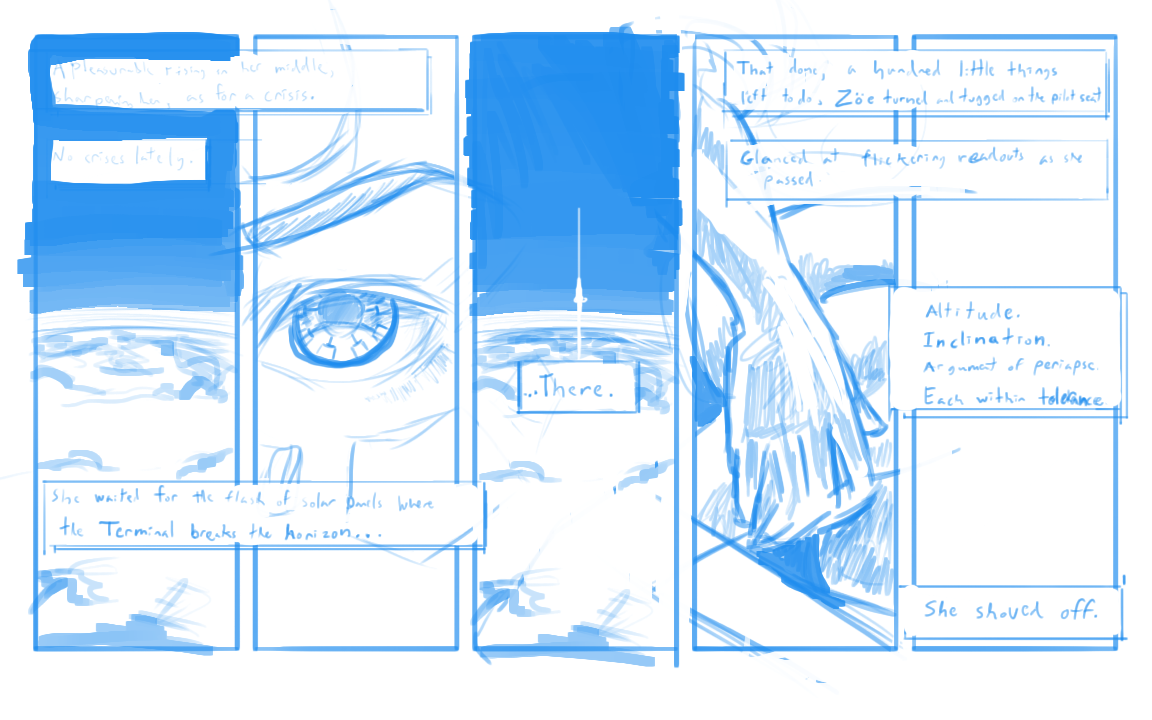 A pleasurable rising in her middle,
sharpening her, as for a crisis.
No crises lately.
She waited for the flash of solar panels where
the Terminal breaks the horizon...
...There.
That done, a hundred little things
left to do, Zöe turned and tugged on the pilot seat
Glanced at flickering readouts as she
passed.
Altitude.
Inclination.
Argument of periapse.
Each within tolerance.
She shoved off.